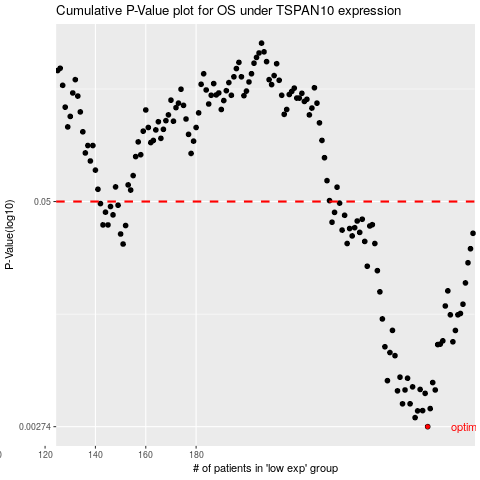 Cumulative P-Value plot for OS under TSPAN10 expression
P-Value(log10)
0.05
0.00274
optim
0
120
140
160
180
# of patients in 'low exp' group